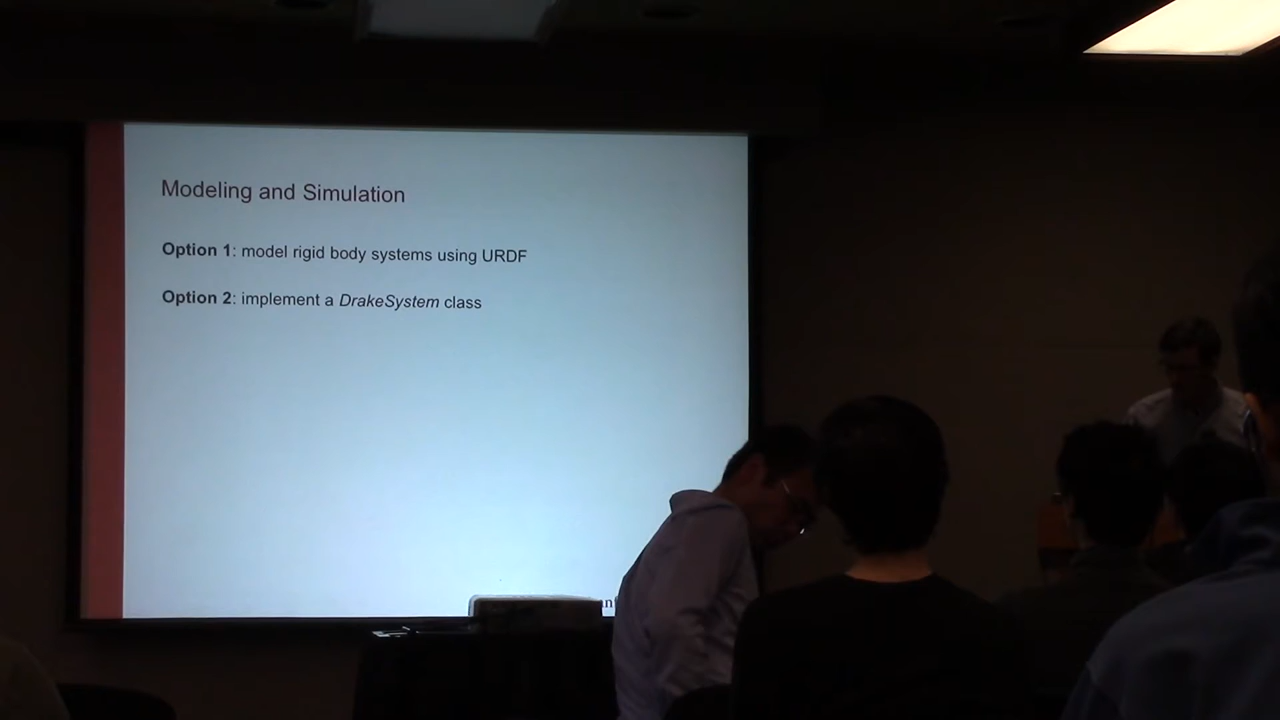 Modeling and Simulation
Option 1: model rigid body systems using URDF
Option 2: implement a DrakeSystem class